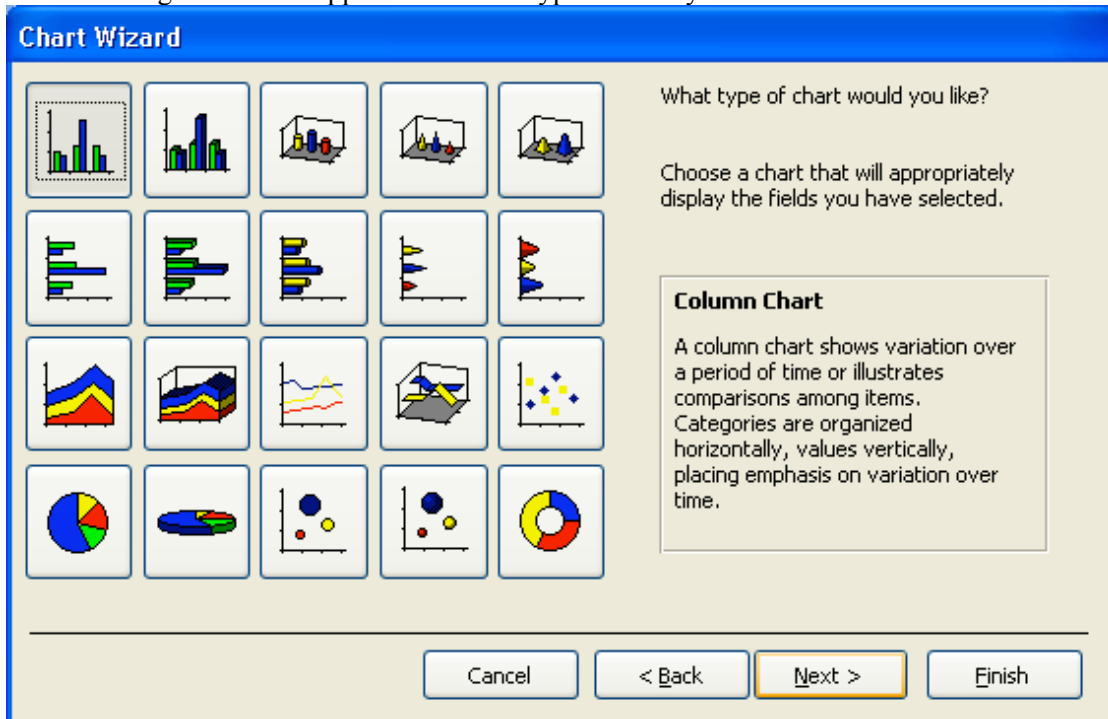 Chart Wizard
What type of chart would you like?
Choose a chart that will appropriately
display the fields you have selected.
Column Chart
A column chart shows variation over
a period of time or illustrates
comparisons among items.
Categories are organized
horizontally, values vertically,
placing emphasis on variation over
time.
Cancel
< Back
Next >
Finish